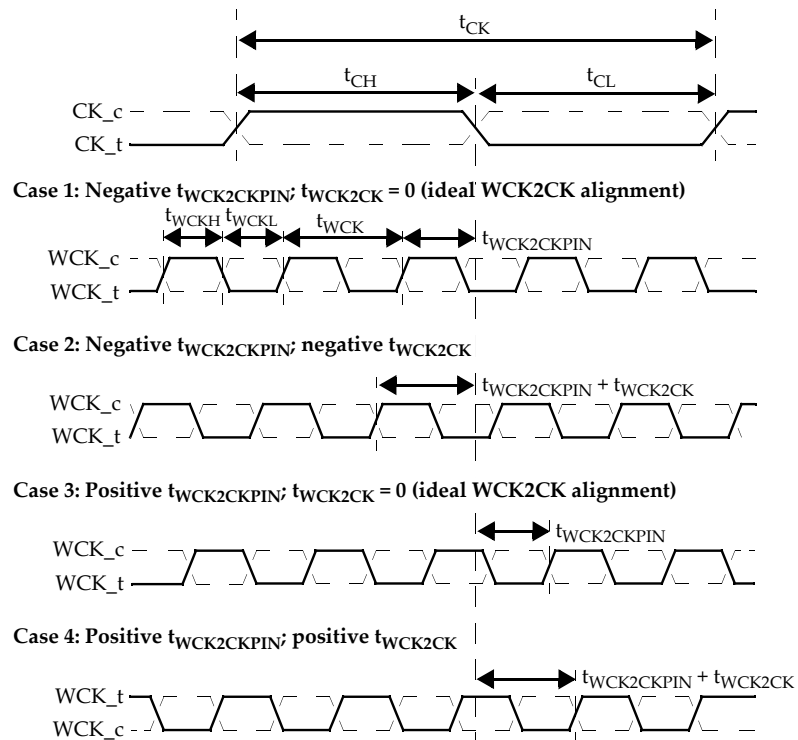 tCK
tCH tCL
CK_c
CK_t
Case 1: Negative tWCK2CKPIN; tWCK2CK = 0 (ideal WCK2CK alignment)
tWCKH tWCKL tWCK tWCK2CKPIN
WCK_c
WCK_t
Case 2: Negative tWCK2CKPIN; negative tWCK2CK
tWCK2CKPIN + tWCK2CK
WCK_c
WCK_t
Case 3: Positive tWCK2CKPIN; tWCK2CK = 0 (ideal WCK2CK alignment)
tWCK2CKPIN
WCK_c
WCK_t
Case 4: Positive tWCK2CKPIN; positive tWCK2CK
tWCK2CKPIN + tWCK2CK
WCK_t
WCK_c